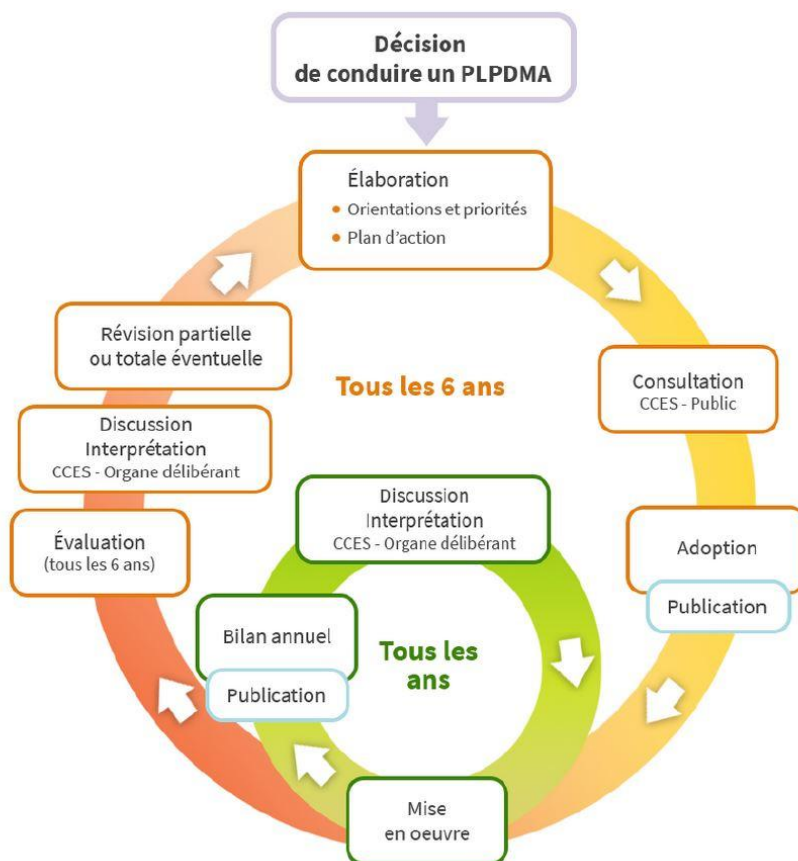 Décision
de conduire un PLPDMA
Élaboration
• Orientations et priorités
• Plan d'action
Révision partielle
ou totale éventuelle
Tous les 6 ans
Consultation
CCES - Public
Discussion
Interprétation
CCES - Organe délibérant
Discussion
Interprétation
CCES - Organe délibérant
Évaluation
(tous les 6 ans)
Adoption
Publication
Bilan annuel
Publication
Tous les
ans
Mise
en oeuvre